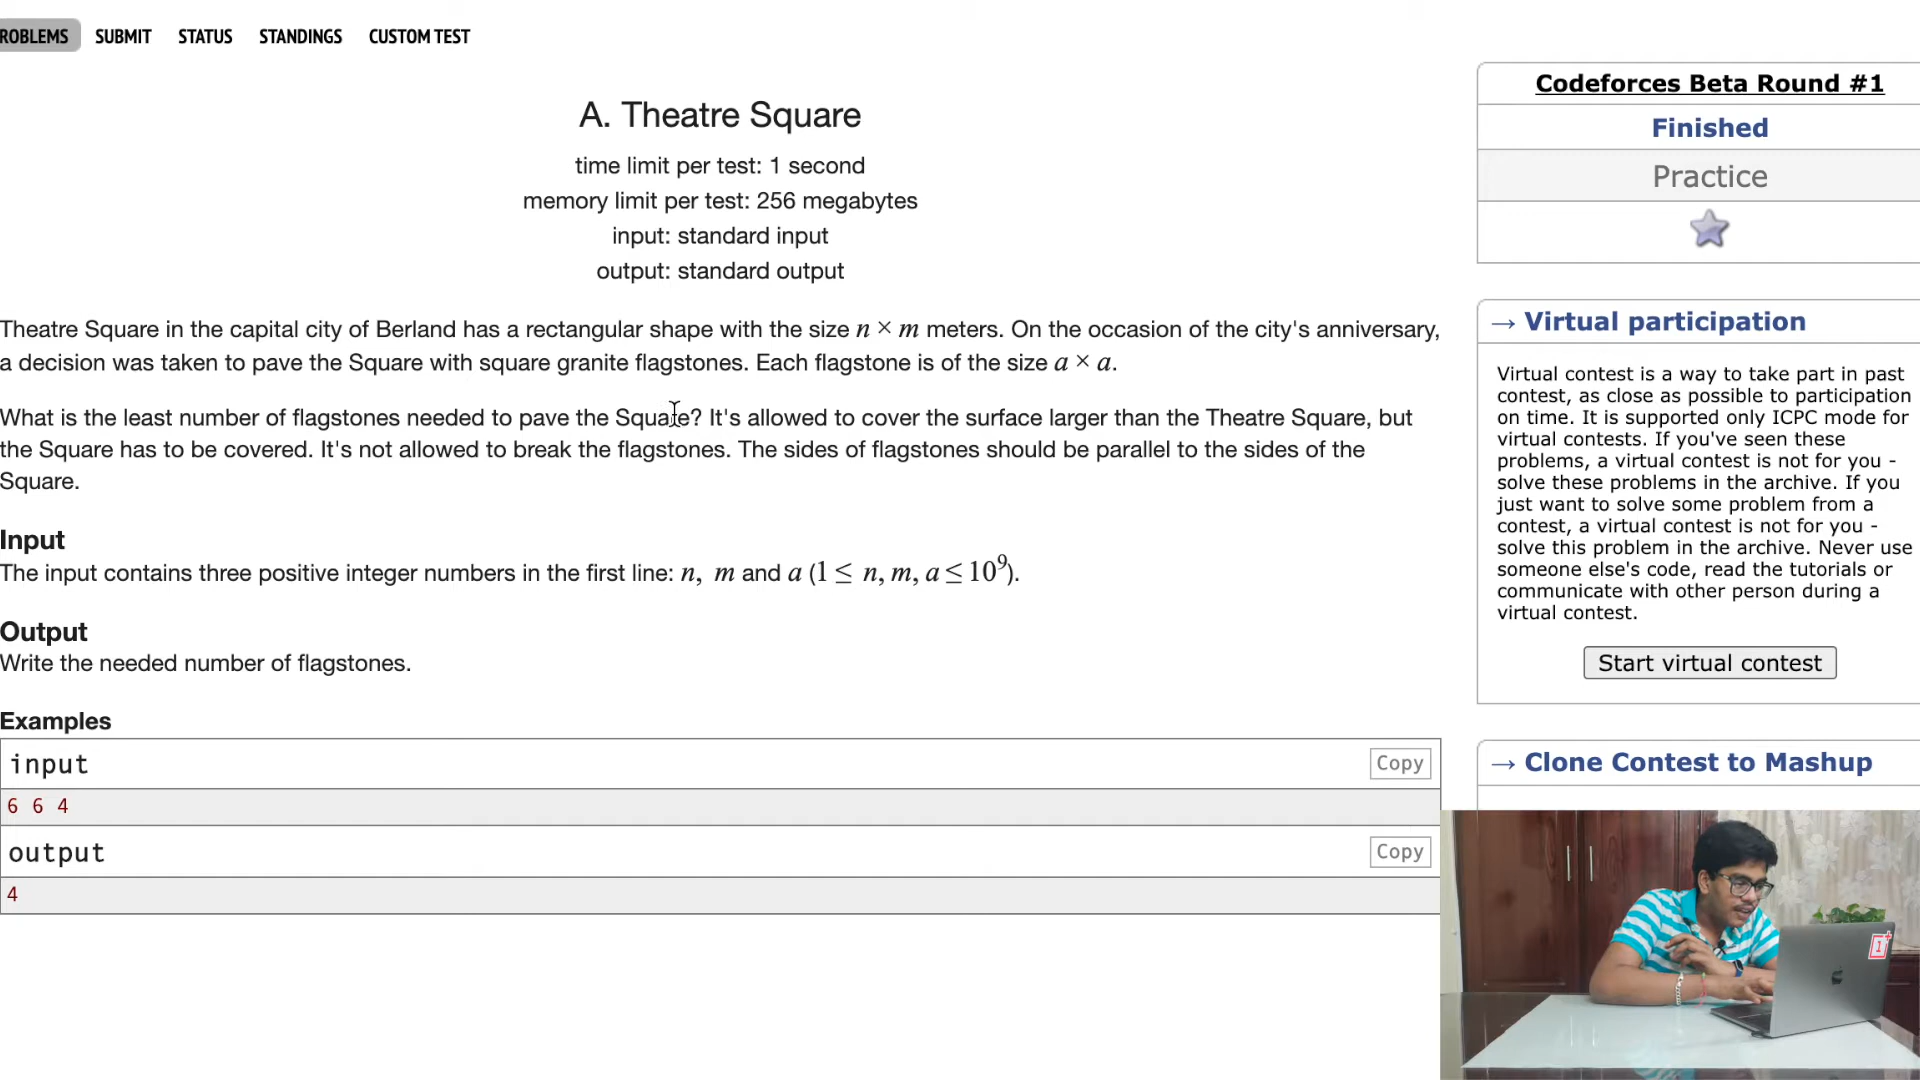 ROBLEMS SUBMIT STATUS STANDINGS CUSTOM TEST
A. Theatre Square
time limit per test: 1 second
memory limit per test: 256 megabytes
input: standard input
output: standard output
Theatre Square in the capital city of Berland has a rectangular shape with the size n × m meters. On the occasion of the city's anniversary,
a decision was taken to pave the Square with square granite flagstones. Each flagstone is of the size a × a.
What is the least number of flagstones needed to pave the Square? It's allowed to cover the surface larger than the Theatre Square, but
the Square has to be covered. It's not allowed to break the flagstones. The sides of flagstones should be parallel to the sides of the
Square.
Input
The input contains three positive integer numbers in the first line: n, m and a (1 ≤ n, m, a ≤ 10⁹).
Output
Write the needed number of flagstones.
Examples
input Copy
6 6 4
output Copy
4
Codeforces Beta Round #1
Finished
Practice
→ Virtual participation
Virtual contest is a way to take part in past
contest, as close as possible to participation
on time. It is supported only ICPC mode for
virtual contests. If you've seen these
problems, a virtual contest is not for you -
solve these problems in the archive. If you
just want to solve some problem from a
contest, a virtual contest is not for you -
solve this problem in the archive. Never use
someone else's code, read the tutorials or
communicate with other person during a
virtual contest.
Start virtual contest
→ Clone Contest to Mashup